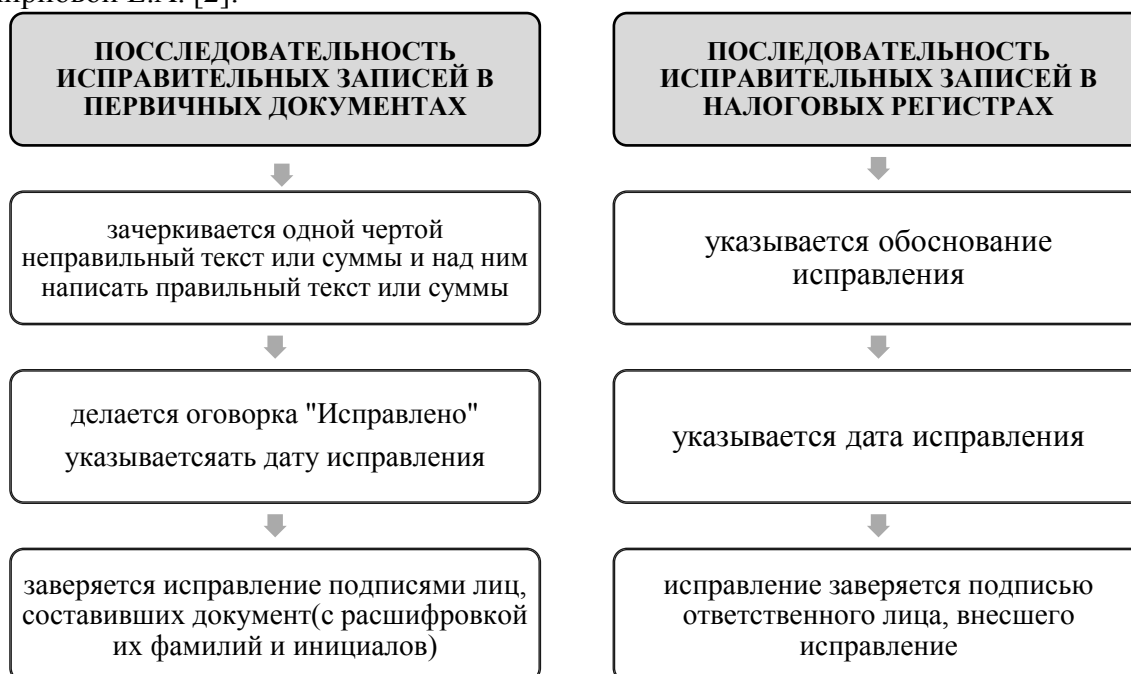 Е.А. [2].
ПОССЛЕДОВАТЕЛЬНОСТЬ
ИСПРАВИТЕЛЬНЫХ ЗАПИСЕЙ В
ПЕРВИЧНЫХ ДОКУМЕНТАХ
зачеркивается одной чертой
неправильный текст или суммы и над ним
написать правильный текст или суммы
делается оговорка "Исправлено"
указываетсяать дату исправления
заверяется исправление подписями лиц,
составивших документ(с расшифровкой
их фамилий и инициалов)
ПОСЛЕДОВАТЕЛЬНОСТЬ
ИСПРАВИТЕЛЬНЫХ ЗАПИСЕЙ В
НАЛОГОВЫХ РЕГИСТРАХ
указывается обоснование
исправления
указывается дата исправления
исправление заверяется подписью
ответственного лица, внесшего
исправление